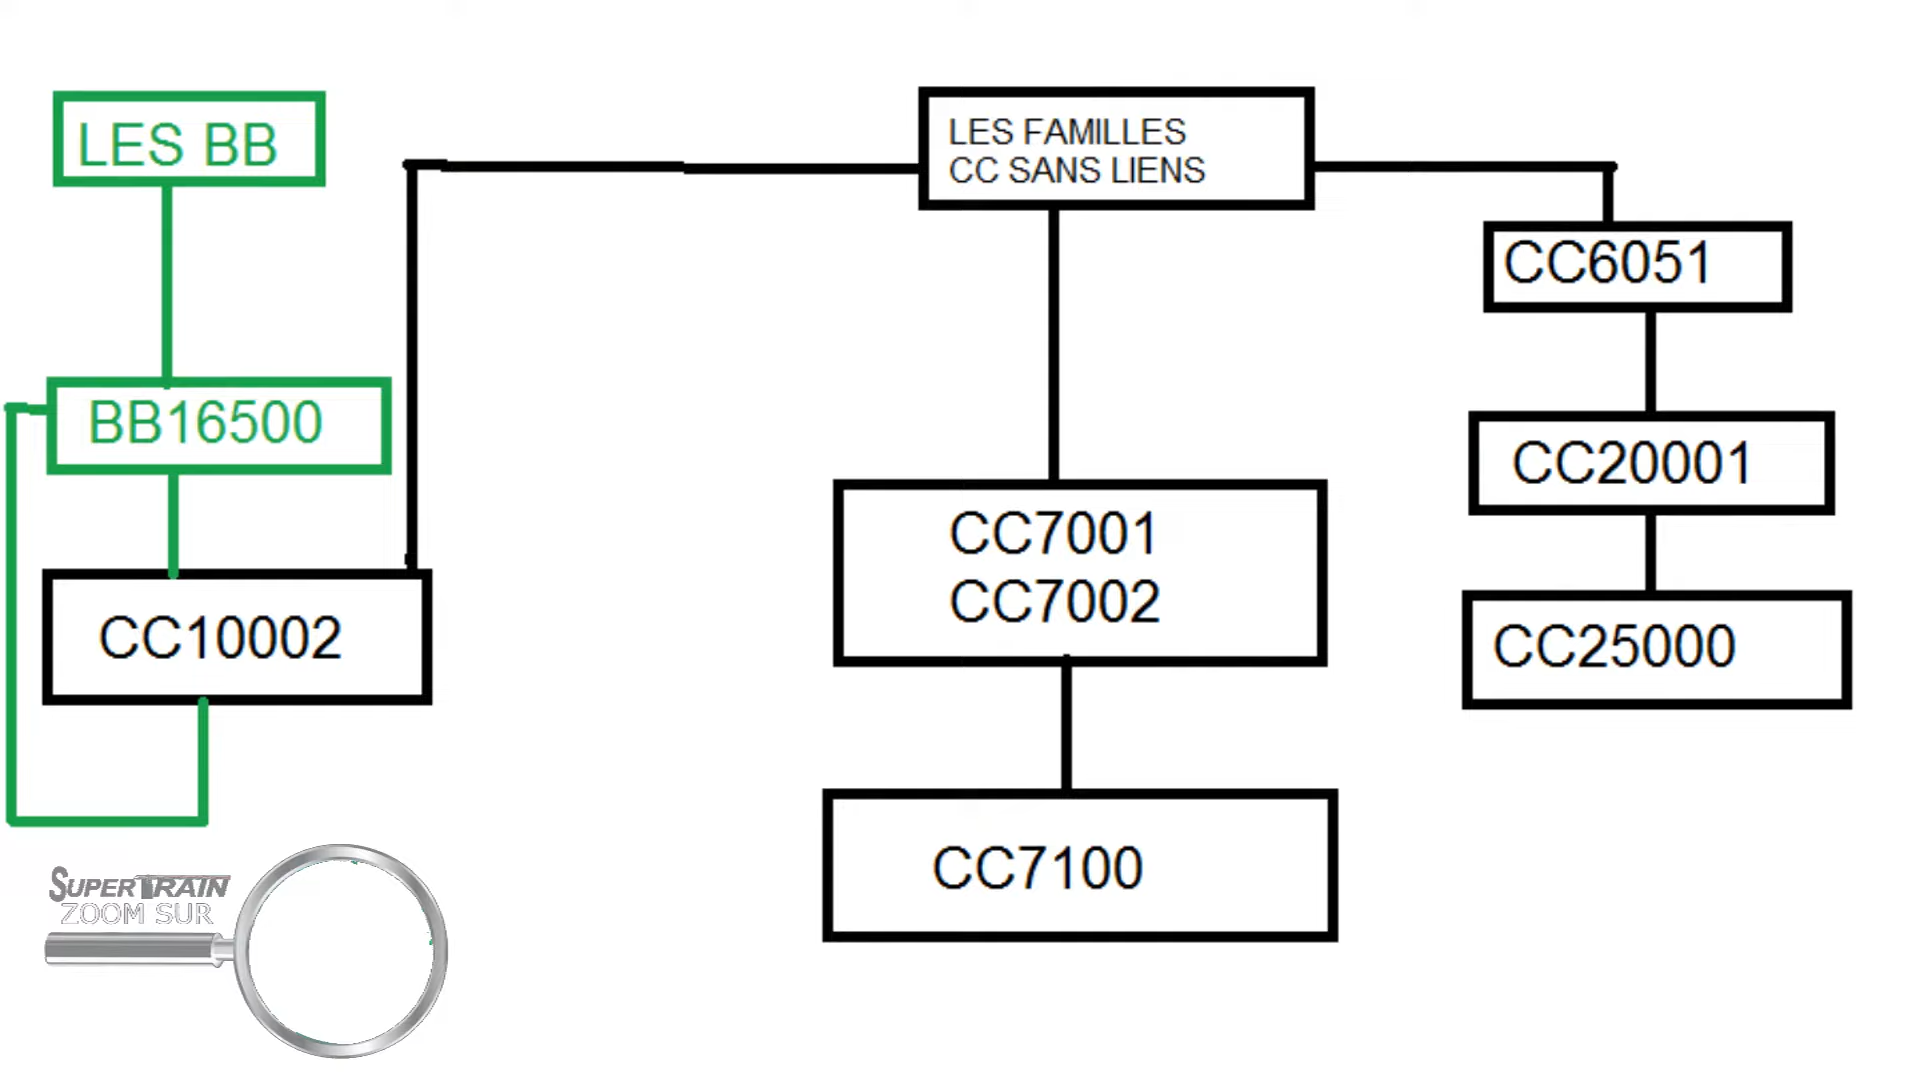 LES BB
LES FAMILLES
CC SANS LIENS
CC6051
BB16500
CC20001
CC7001
CC7002
CC10002
CC25000
CC7100
SUPERTRAIN
ZOOM SUR